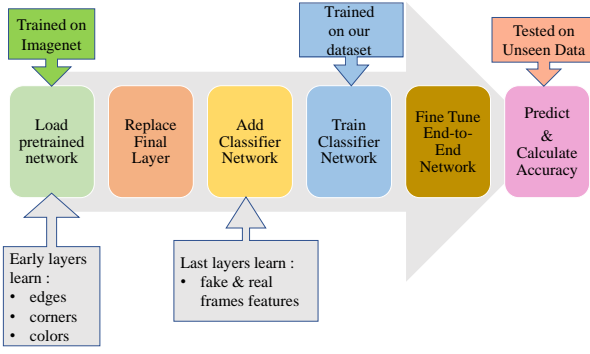 Trained on
Imagenet
Trained
on our
dataset
Tested on
Unseen Data
Load
pretrained
network
Replace
Final
Layer
Add
Classifier
Network
Train
Classifier
Network
Fine Tune
End-to-
End
Network
Predict
&
Calculate
Accuracy
Early layers
learn :
• edges
• corners
• colors
Last layers learn :
• fake & real
frames features